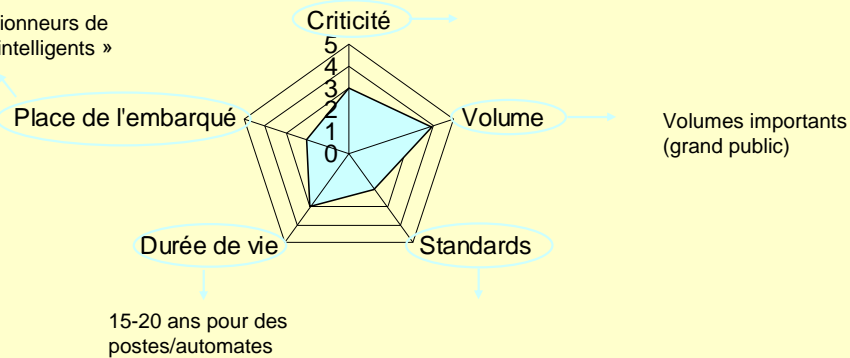 ionneurs de
intelligents »
Criticité
5
4
3
2
1
0
Place de l'embarqué
Volume
Volumes importants
(grand public)
Durée de vie
Standards
15-20 ans pour des
postes/automates